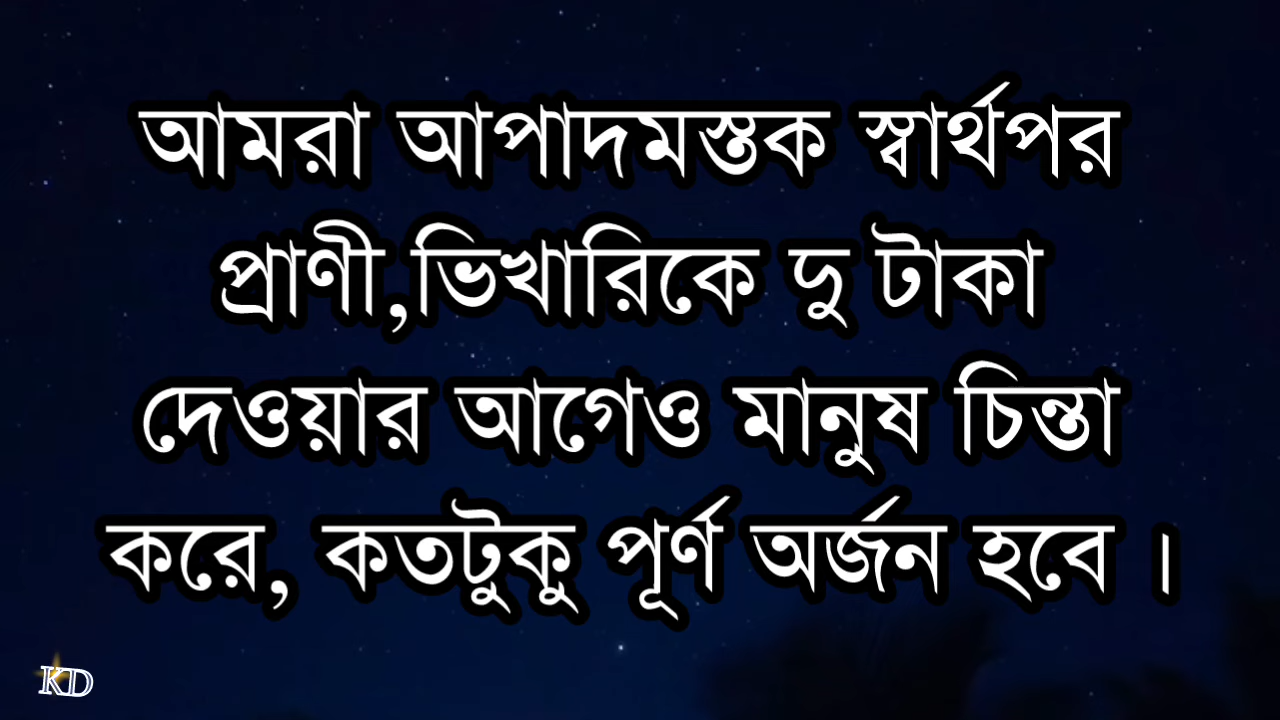 আমরা আপাদমস্তক স্বার্থপর
প্রাণী,ভিখারিকে দু টাকা
দেওয়ার আগেও মানুষ চিন্তা
করে, কতটুকু পূর্ণ অর্জন হবে ।
KD